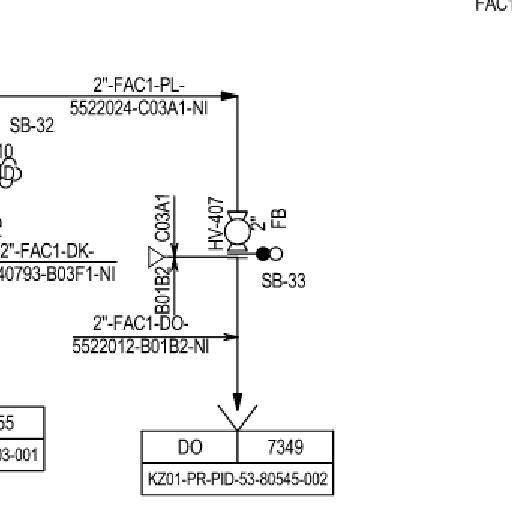 FAC1
2"-FAC1-PL-
5522024-C03A1-NI
SB-32
10
C03A1
HV-407
2"
FB
2"-FAC1-DK-
40793-B03F1-NI
B01B2
SB-33
2"-FAC1-DO-
5522012-B01B2-NI
55
03-001
DO 7349
KZ01-PR-PID-53-80545-002